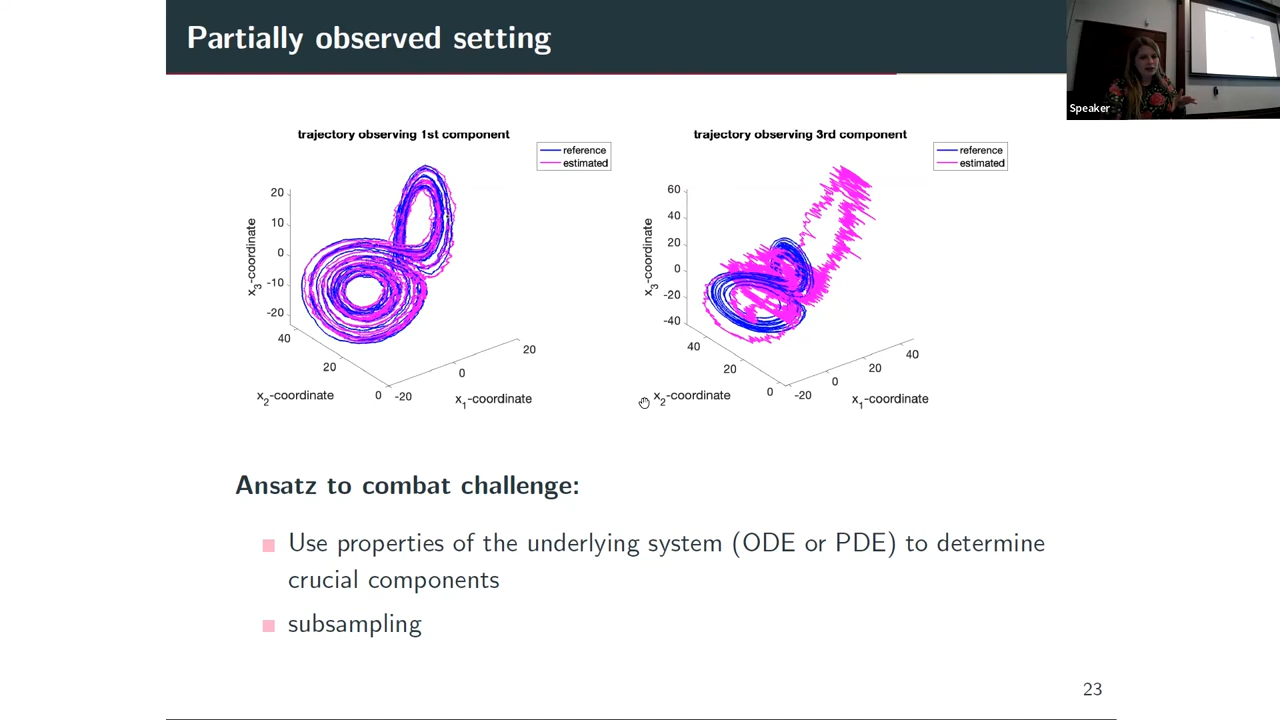 Partially observed setting
Speaker
trajectory observing 1st component
reference
estimated
20
10
0
-10
-20
x3-coordinate
40
20
0
x2-coordinate
-20
0
20
x1-coordinate
trajectory observing 3rd component
reference
estimated
60
40
20
0
-20
-40
x3-coordinate
40
20
0
x2-coordinate
-20
0
20
40
x1-coordinate
Ansatz to combat challenge:
Use properties of the underlying system (ODE or PDE) to determine
crucial components
subsampling
23